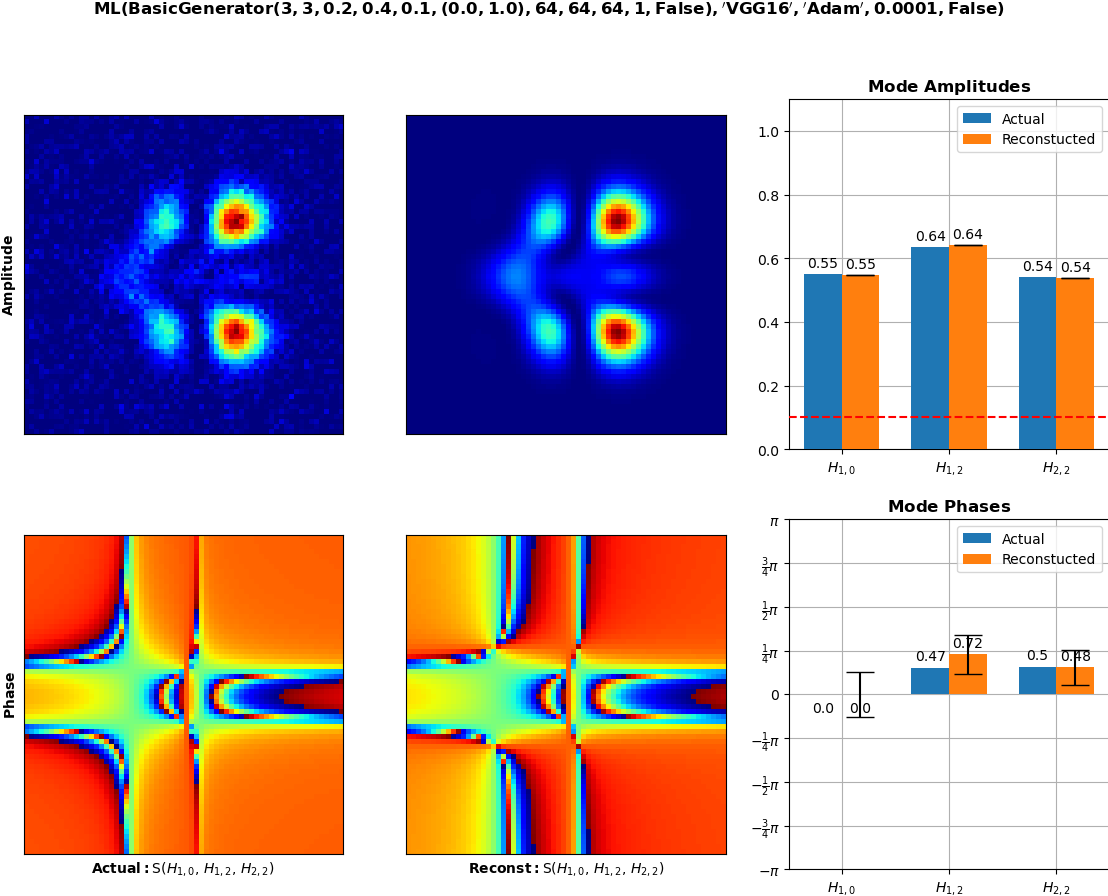 ML(BasicGenerator(3, 3, 0.2, 0.4, 0.1, (0.0, 1.0), 64, 64, 64, 1, False), ′VGG16′, ′Adam′, 0.0001, False)
Amplitude
Mode Amplitudes
Actual
Reconstucted
1.0
0.8
0.6
0.4
0.2
0.0
0.55 0.55
0.64 0.64
0.54 0.54
H1,0
H1,2
H2,2
Phase
Actual: S(H1,0, H1,2, H2,2)
Reconst: S(H1,0, H1,2, H2,2)
Mode Phases
Actual
Reconstucted
π
3/4π
1/2π
1/4π
0
−1/4π
−1/2π
−3/4π
−π
0.0 0.0
0.47 0.72
0.5 0.48
H1,0
H1,2
H2,2